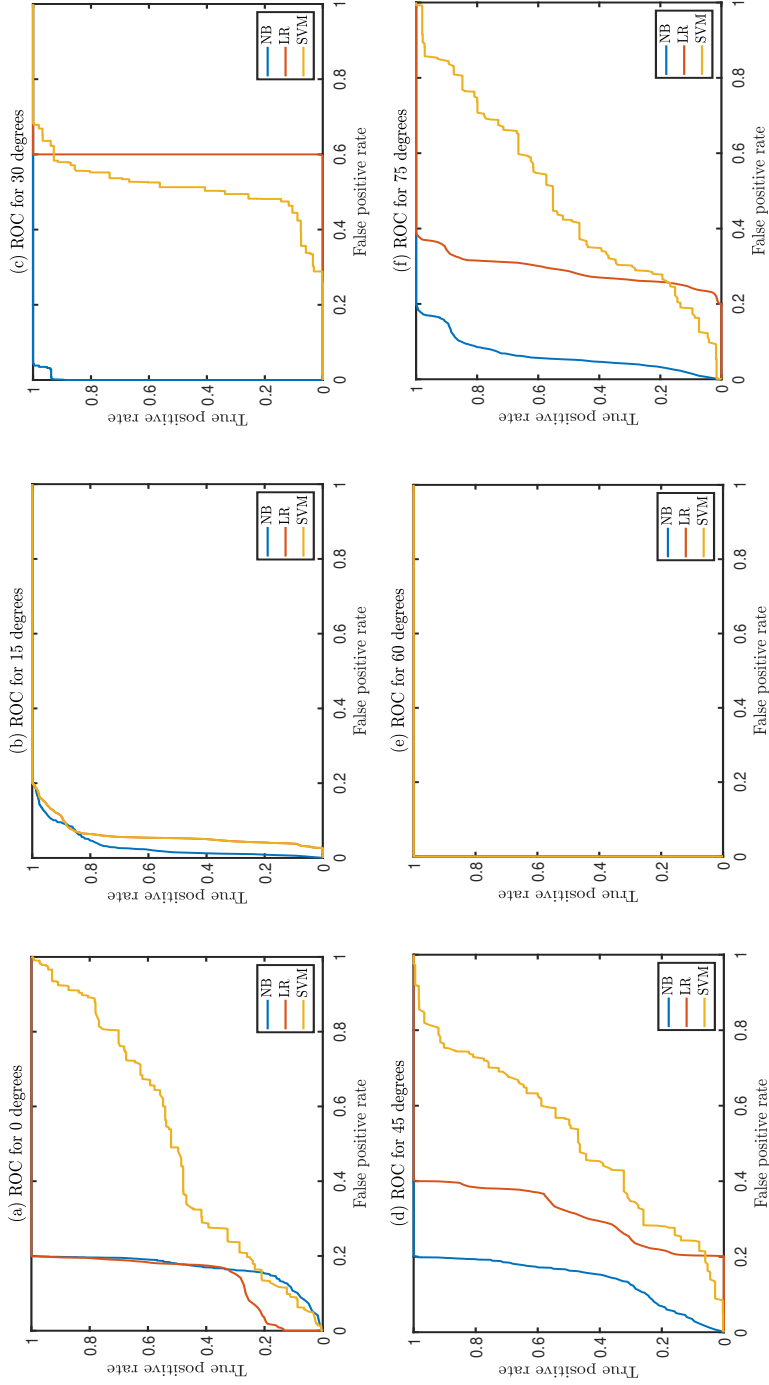 (a) ROC for 0 degrees
True positive rate
1
0.8
0.6
0.4
0.2
0
0
0.2
0.4
0.6
0.8
1
False positive rate
NB
LR
SVM
(b) ROC for 15 degrees
True positive rate
1
0.8
0.6
0.4
0.2
0
0
0.2
0.4
0.6
0.8
1
False positive rate
NB
LR
SVM
(c) ROC for 30 degrees
True positive rate
1
0.8
0.6
0.4
0.2
0
0
0.2
0.4
0.6
0.8
1
False positive rate
NB
LR
SVM
(d) ROC for 45 degrees
True positive rate
1
0.8
0.6
0.4
0.2
0
0
0.2
0.4
0.6
0.8
1
False positive rate
NB
LR
SVM
(e) ROC for 60 degrees
True positive rate
1
0.8
0.6
0.4
0.2
0
0
0.2
0.4
0.6
0.8
1
False positive rate
NB
LR
SVM
(f) ROC for 75 degrees
True positive rate
1
0.8
0.6
0.4
0.2
0
0
0.2
0.4
0.6
0.8
1
False positive rate
NB
LR
SVM